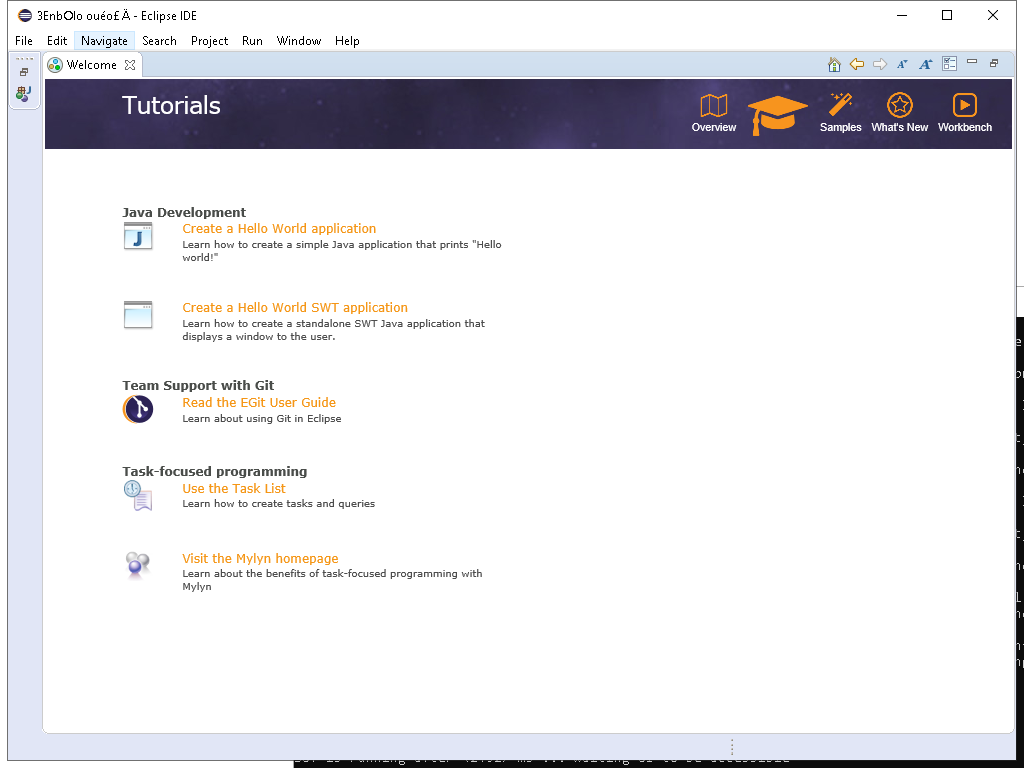 3EnbOlo ouéo£Ä - Eclipse IDE
File Edit Navigate Search Project Run Window Help
Welcome
Tutorials
Overview Samples What's New Workbench
Java Development
Create a Hello World application
Learn how to create a simple Java application that prints "Hello
world!"
Create a Hello World SWT application
Learn how to create a standalone SWT Java application that
displays a window to the user.
Team Support with Git
Read the EGit User Guide
Learn about using Git in Eclipse
Task-focused programming
Use the Task List
Learn how to create tasks and queries
Visit the Mylyn homepage
Learn about the benefits of task-focused programming with
Mylyn